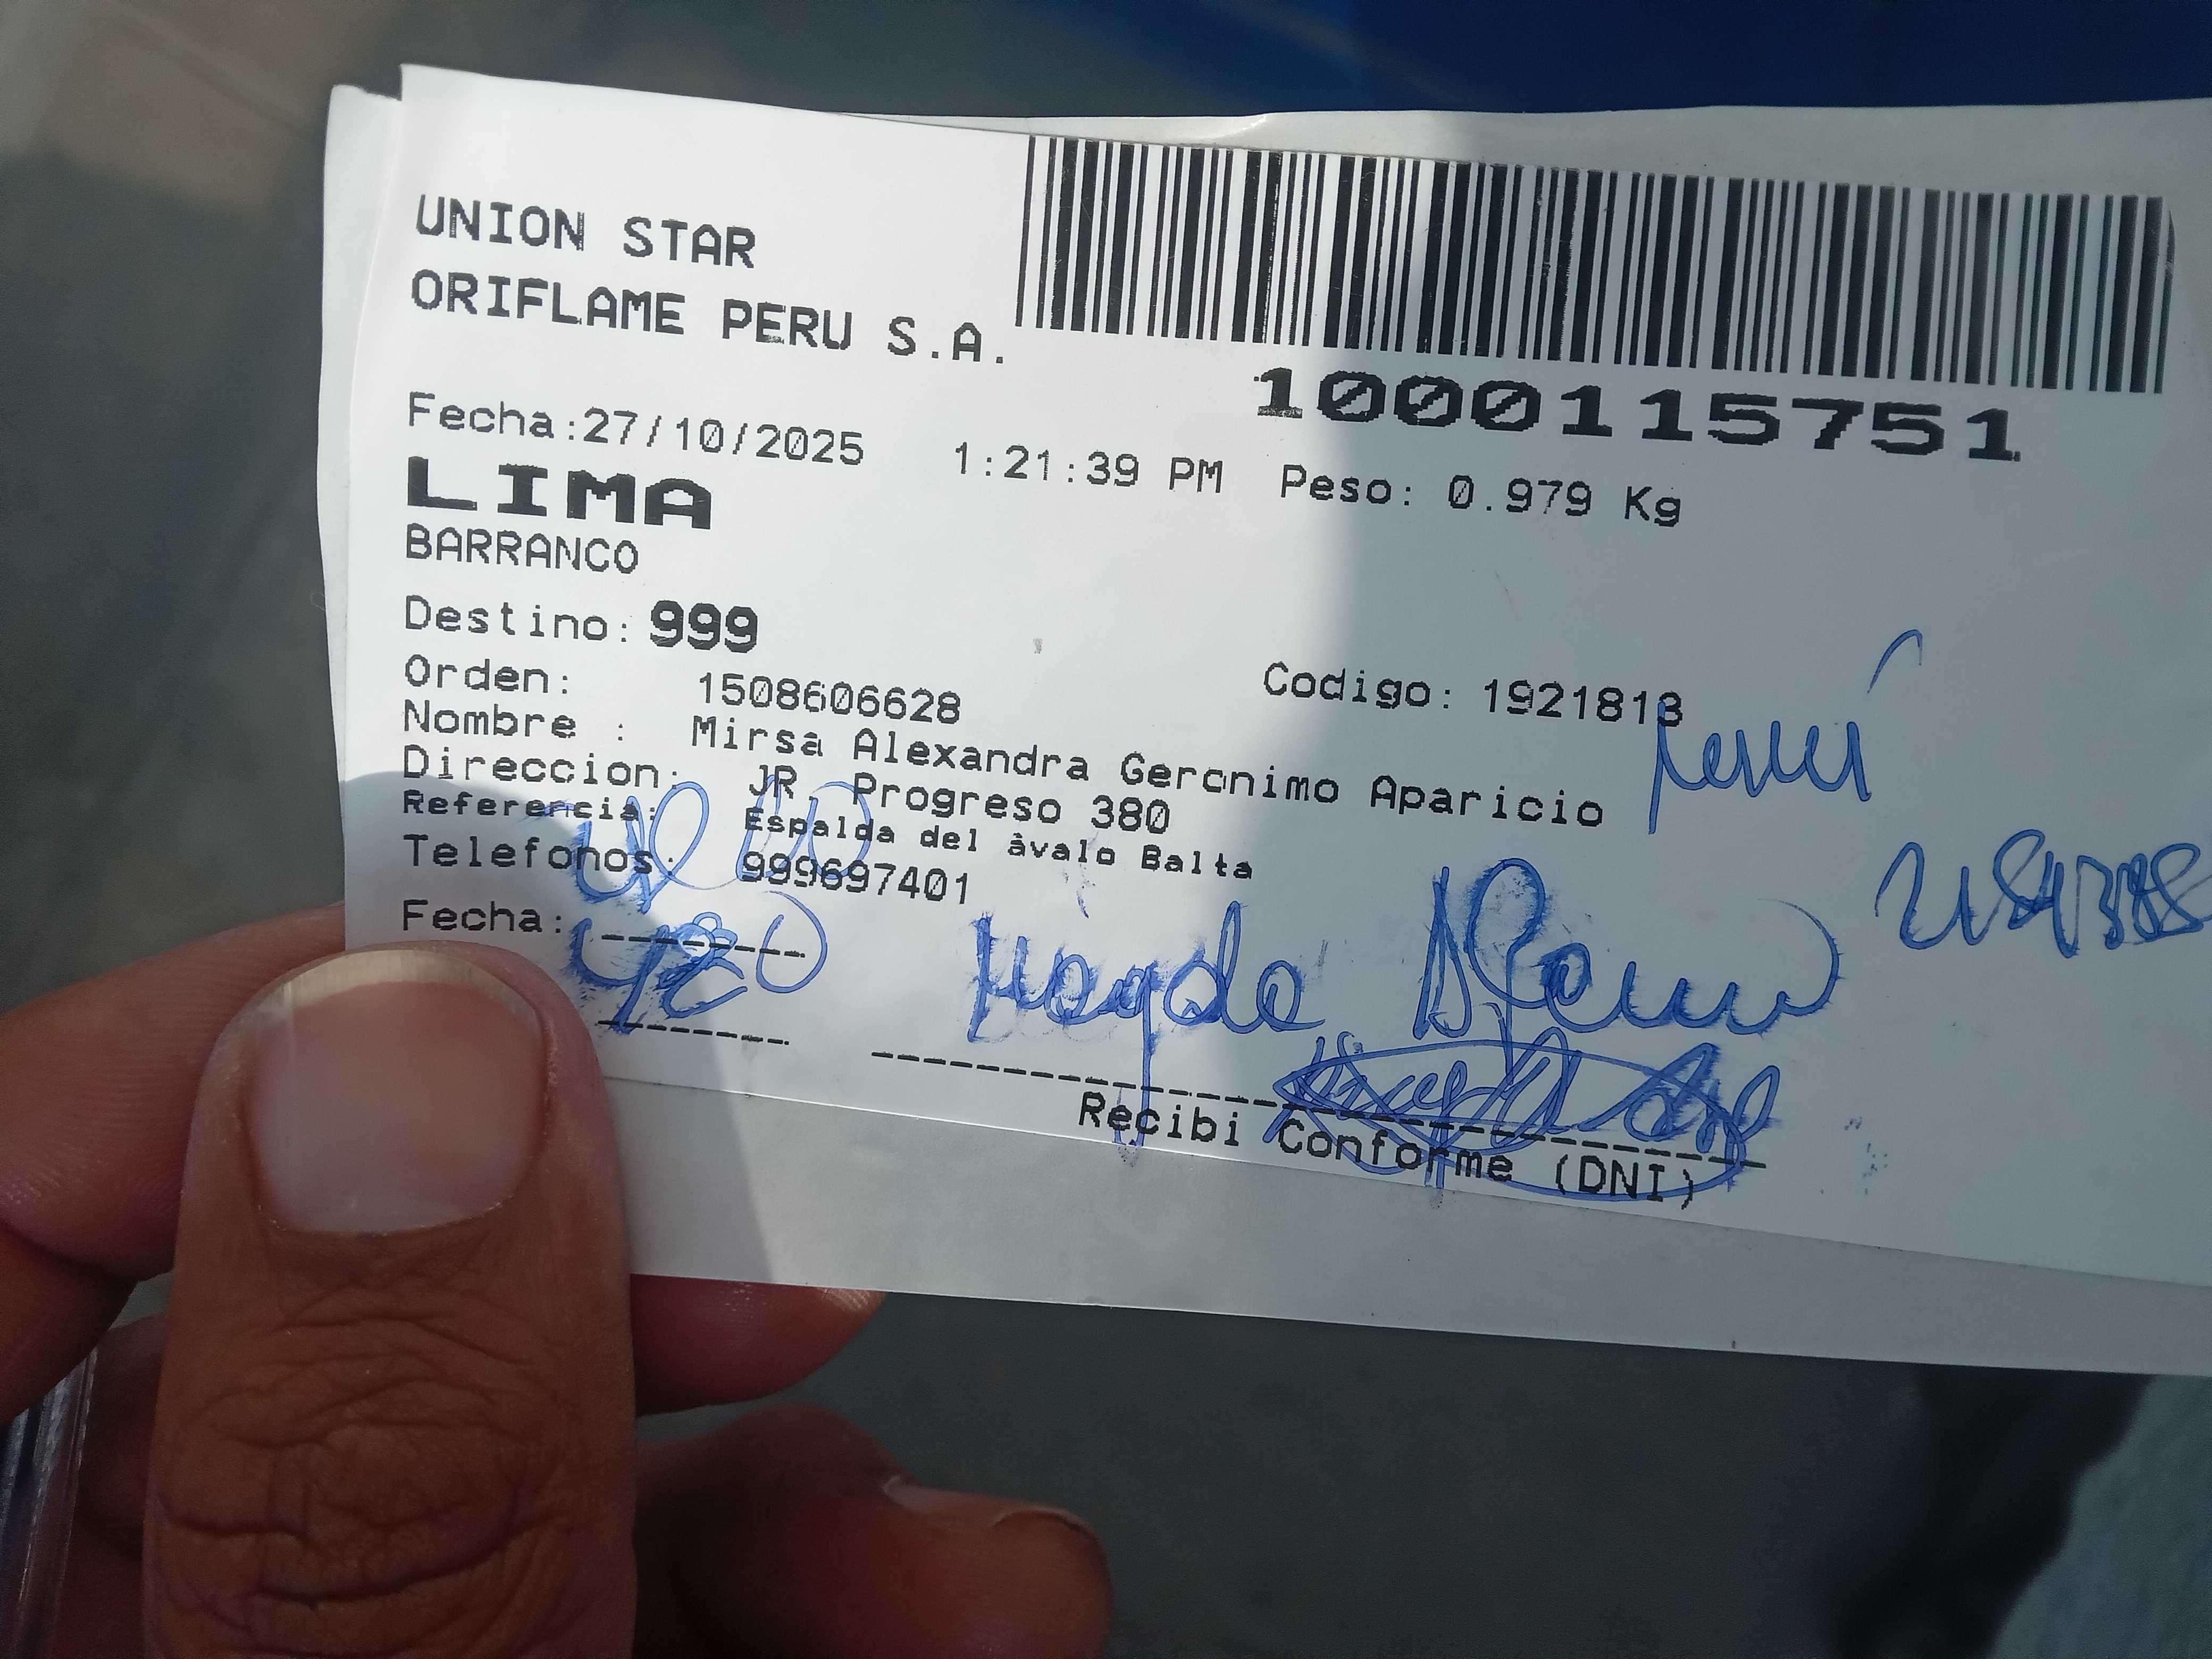 UNION STAR
ORIFLAME PERU S.A.
1000115751
Fecha:27/10/2025 1:21:39 PM Peso: 0.979 Kg
LIMA
BARRANCO
Destino: 999
Orden: 1508606628 Codigo: 1921813
Nombre : Mirsa Alexandra Geronimo Aparicio
Direccion: JR. Progreso 380
Referencia: Espalda del àvalo Balta
Telefonos: 999697401
Fecha:
Magda
Recibi Conforme (DNI)